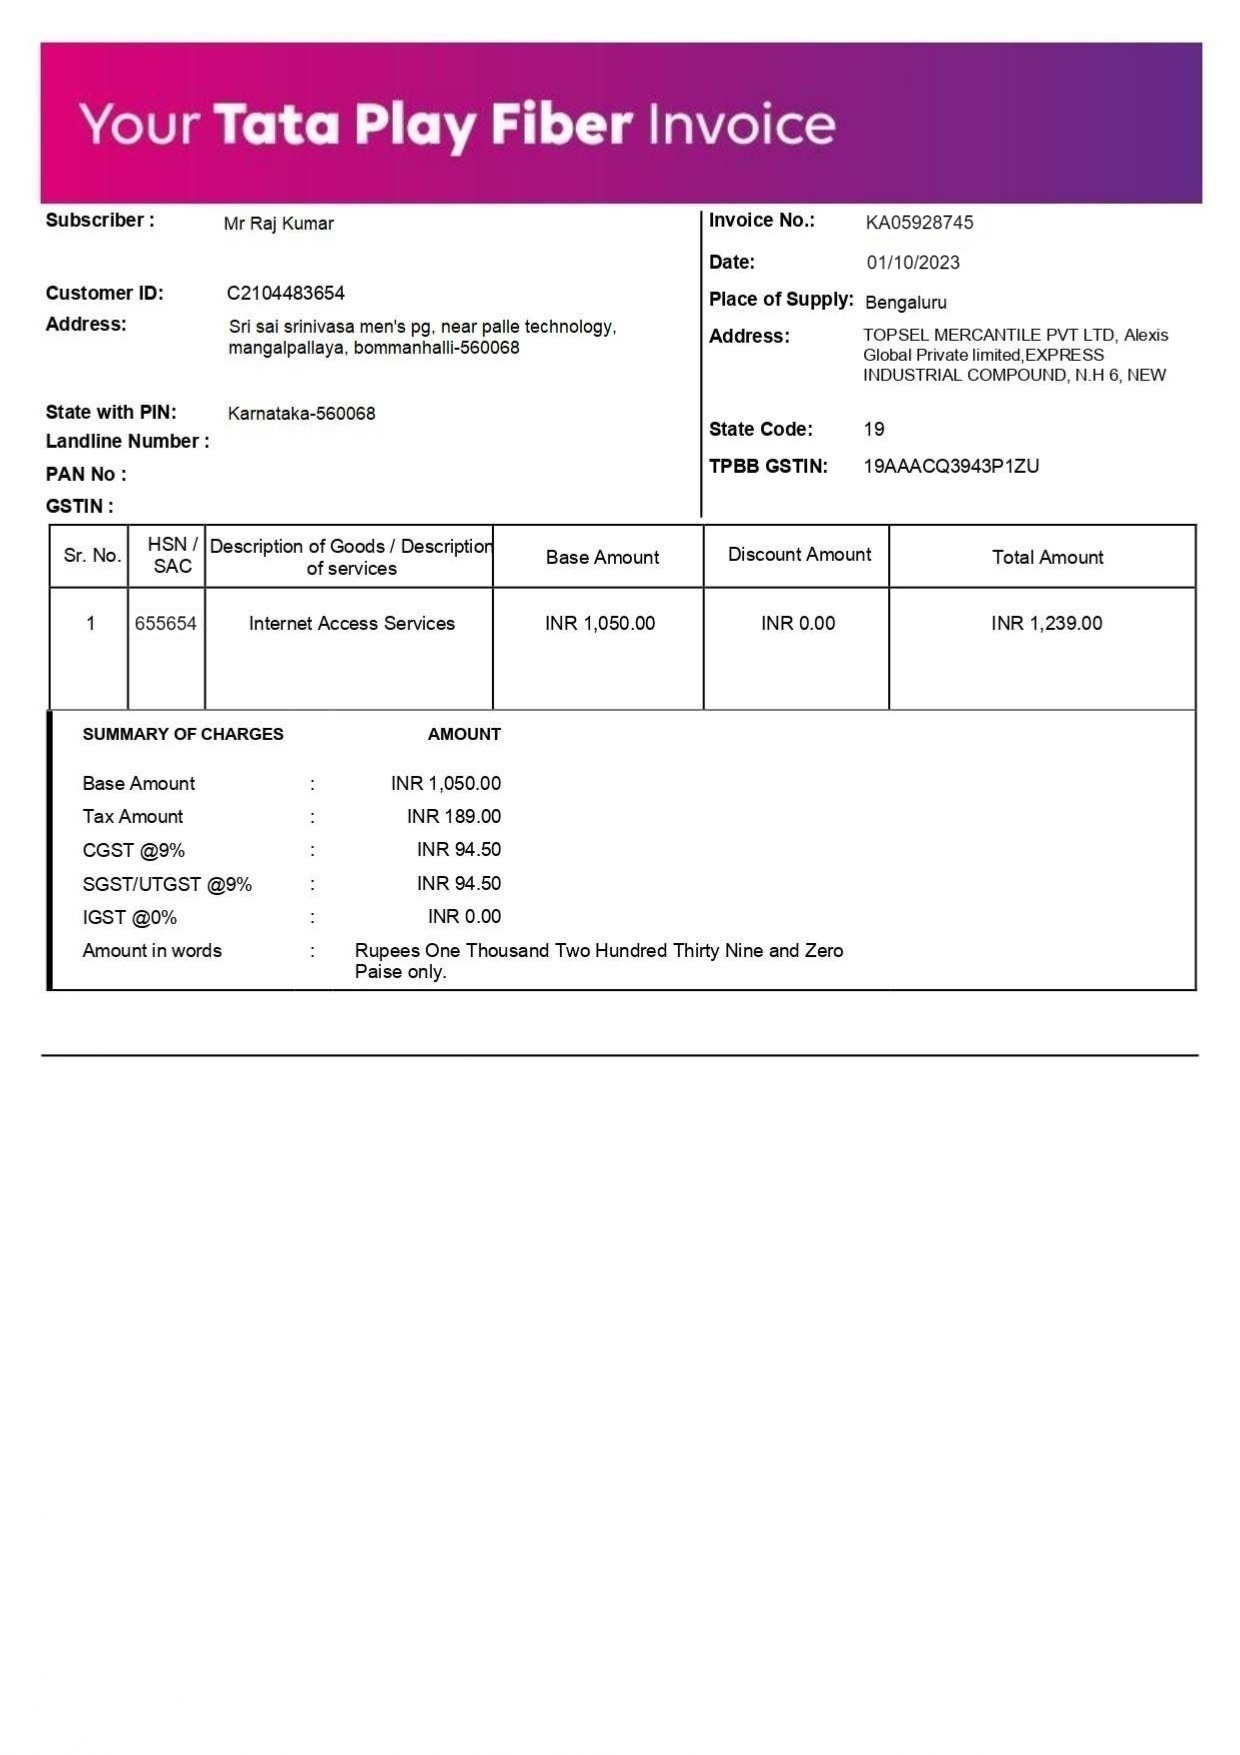 Your Tata Play Fiber Invoice
Subscriber : Mr Raj Kumar
Customer ID: C2104483654
Address: Sri sai srinivasa men's pg, near palle technology,
mangalpallaya, bommanhalli-560068
State with PIN: Karnataka-560068
Landline Number :
PAN No :
GSTIN :
Invoice No.: KA05928745
Date: 01/10/2023
Place of Supply: Bengaluru
Address: TOPSEL MERCANTILE PVT LTD, Alexis
Global Private limited,EXPRESS
INDUSTRIAL COMPOUND, N.H 6, NEW
State Code: 19
TPBB GSTIN: 19AAACQ3943P1ZU
Sr. No. HSN / SAC Description of Goods / Description of services Base Amount Discount Amount Total Amount
1 655654 Internet Access Services INR 1,050.00 INR 0.00 INR 1,239.00
SUMMARY OF CHARGES AMOUNT
Base Amount : INR 1,050.00
Tax Amount : INR 189.00
CGST @9% : INR 94.50
SGST/UTGST @9% : INR 94.50
IGST @0% : INR 0.00
Amount in words : Rupees One Thousand Two Hundred Thirty Nine and Zero
Paise only.